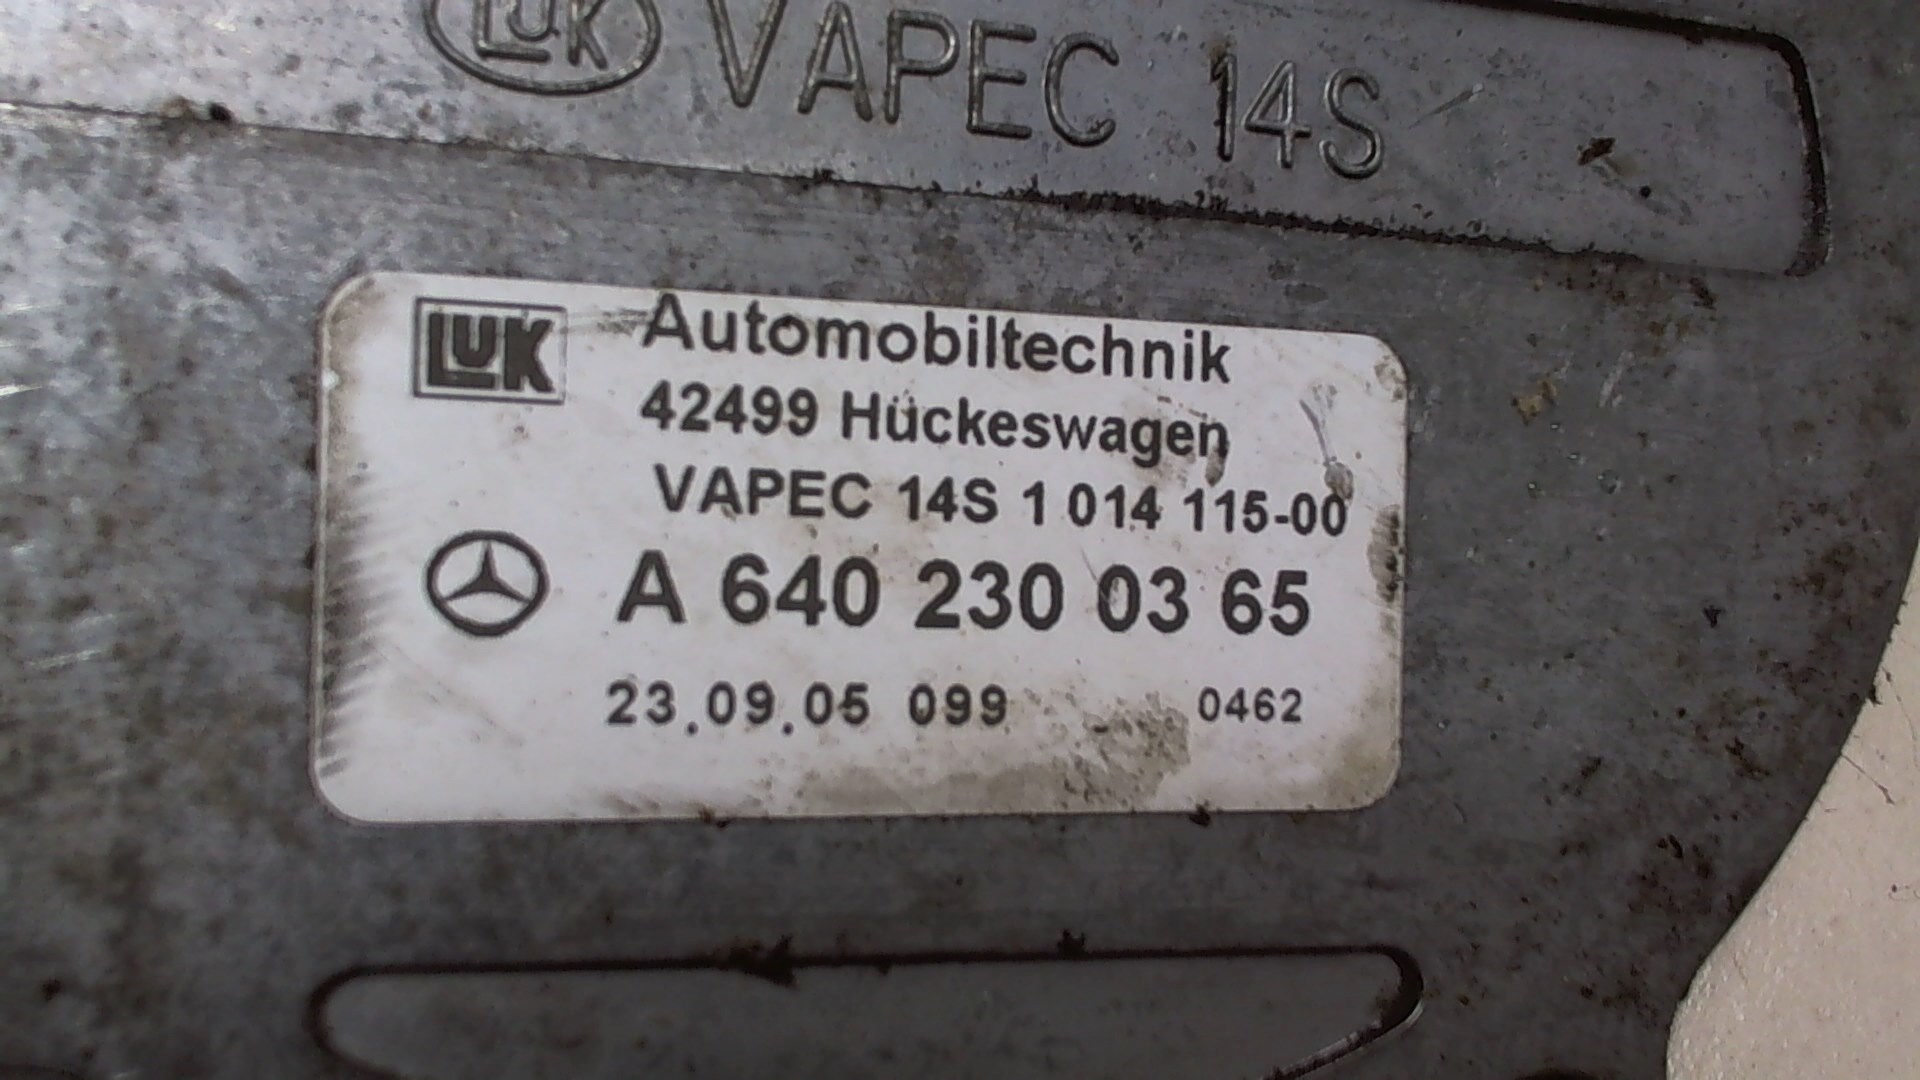 LUK VAPEC 14S
LUK Automobiltechnik
42499 Hückeswagen
VAPEC 14S 1 014 115-00
A 640 230 03 65
23.09.05 099 0462